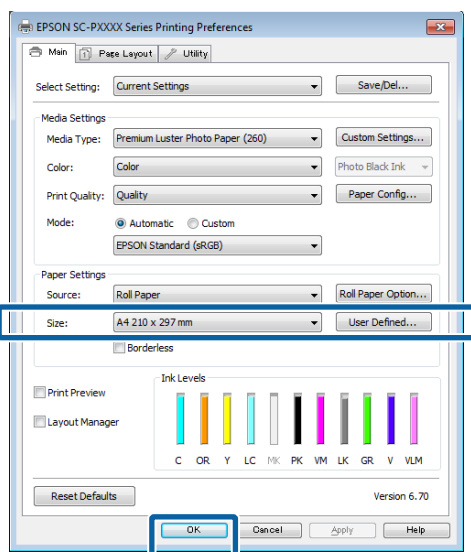 EPSON SC-PXXXX Series Printing Preferences
Main Page Layout Utility
Select Setting: Current Settings Save/Del...
Media Settings
Media Type: Premium Luster Photo Paper (260) Custom Settings...
Color: Color Photo Black Ink
Print Quality: Quality Paper Config...
Mode: Automatic Custom
EPSON Standard (sRGB)
Paper Settings
Source: Roll Paper Roll Paper Option...
Size: A4 210 x 297 mm User Defined...
Borderless
Ink Levels
Print Preview
Layout Manager
C OR Y LC MK PK VM LK GR V VLM
Reset Defaults Version 6.70
OK Cancel Apply Help